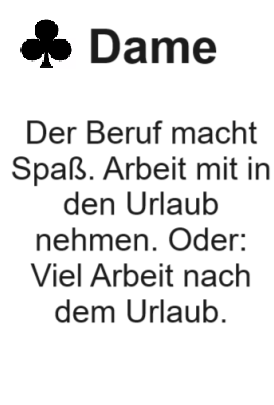 ♣ Dame
Der Beruf macht
Spaß. Arbeit mit in
den Urlaub
nehmen. Oder:
Viel Arbeit nach
dem Urlaub.